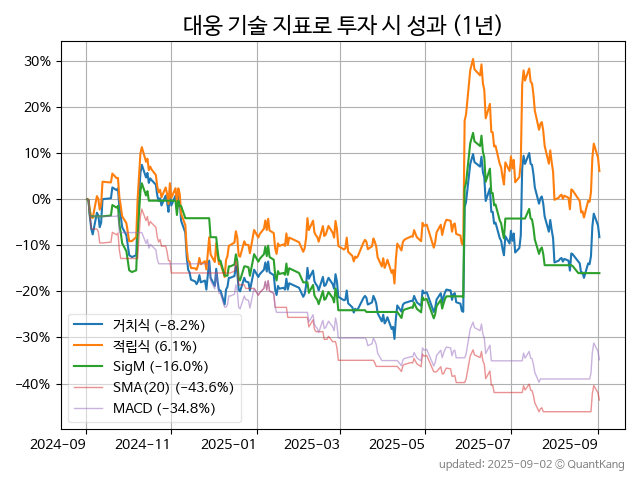 대웅 기술 지표로 투자 시 성과 (1년)
30%
20%
10%
0%
−10%
−20%
−30%
−40%
거치식 (−8.2%)
적립식 (6.1%)
SigM (−16.0%)
SMA(20) (−43.6%)
MACD (−34.8%)
2024-09 2024-11 2025-01 2025-03 2025-05 2025-07 2025-09
updated: 2025-09-02 © QuantKang